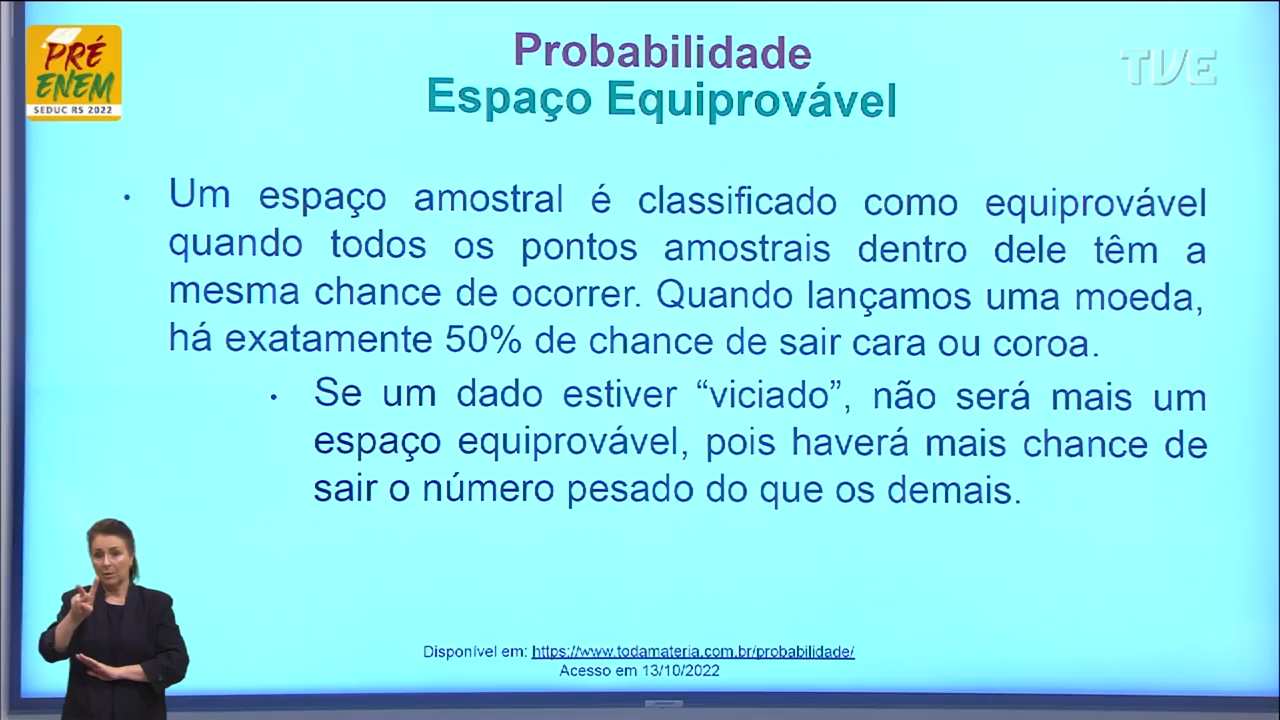 PRÉ
ENEM
SEDUC RS 2022
TVE
Probabilidade
Espaço Equiprovável
• Um espaço amostral é classificado como equiprovável
quando todos os pontos amostrais dentro dele têm a
mesma chance de ocorrer. Quando lançamos uma moeda,
há exatamente 50% de chance de sair cara ou coroa.
• Se um dado estiver “viciado”, não será mais um
espaço equiprovável, pois haverá mais chance de
sair o número pesado do que os demais.
Disponível em: https://www.todamateria.com.br/probabilidade/
Acesso em 13/10/2022